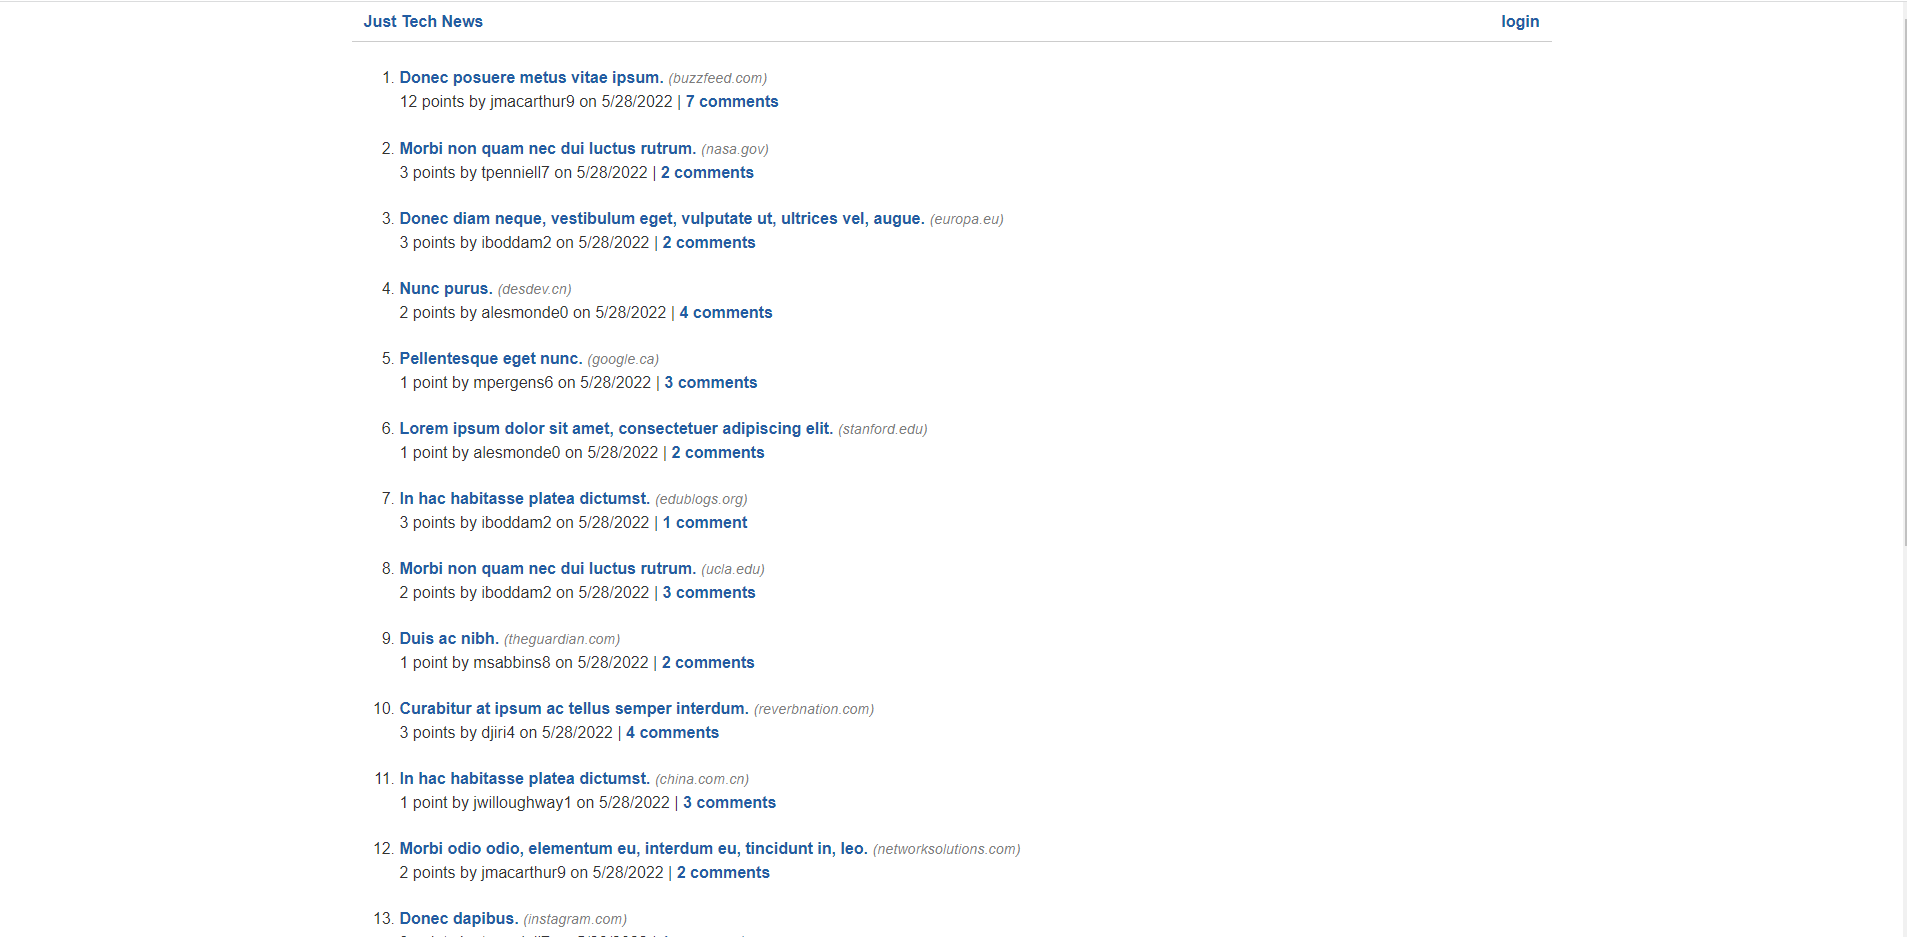 Just Tech News login
1. Donec posuere metus vitae ipsum. (buzzfeed.com)
12 points by jmacarthur9 on 5/28/2022 | 7 comments
2. Morbi non quam nec dui luctus rutrum. (nasa.gov)
3 points by tpenniell7 on 5/28/2022 | 2 comments
3. Donec diam neque, vestibulum eget, vulputate ut, ultrices vel, augue. (europa.eu)
3 points by iboddam2 on 5/28/2022 | 2 comments
4. Nunc purus. (desdev.cn)
2 points by alesmonde0 on 5/28/2022 | 4 comments
5. Pellentesque eget nunc. (google.ca)
1 point by mpergens6 on 5/28/2022 | 3 comments
6. Lorem ipsum dolor sit amet, consectetuer adipiscing elit. (stanford.edu)
1 point by alesmonde0 on 5/28/2022 | 2 comments
7. In hac habitasse platea dictumst. (edublogs.org)
3 points by iboddam2 on 5/28/2022 | 1 comment
8. Morbi non quam nec dui luctus rutrum. (ucla.edu)
2 points by iboddam2 on 5/28/2022 | 3 comments
9. Duis ac nibh. (theguardian.com)
1 point by msabbins8 on 5/28/2022 | 2 comments
10. Curabitur at ipsum ac tellus semper interdum. (reverbnation.com)
3 points by djiri4 on 5/28/2022 | 4 comments
11. In hac habitasse platea dictumst. (china.com.cn)
1 point by jwilloughway1 on 5/28/2022 | 3 comments
12. Morbi odio odio, elementum eu, interdum eu, tincidunt in, leo. (networksolutions.com)
2 points by jmacarthur9 on 5/28/2022 | 2 comments
13. Donec dapibus. (instagram.com)